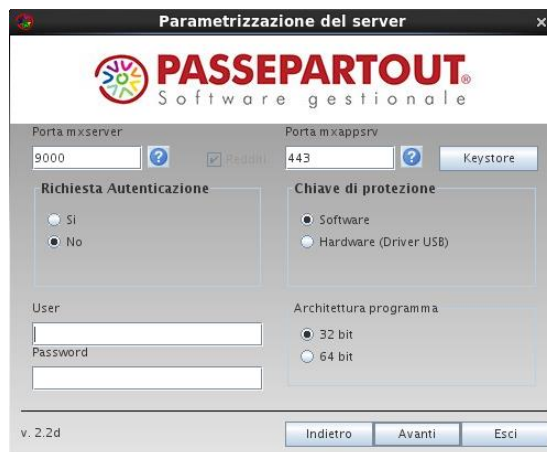 Parametrizzazione del server
PASSEPARTOUT®
Software gestionale
Porta mxserver
Porta mxappsrv
9000
Redditi
443
Keystore
Richiesta Autenticazione
Chiave di protezione
Si
Software
No
Hardware (Driver USB)
User
Architettura programma
32 bit
Password
64 bit
v. 2.2d
Indietro
Avanti
Esci